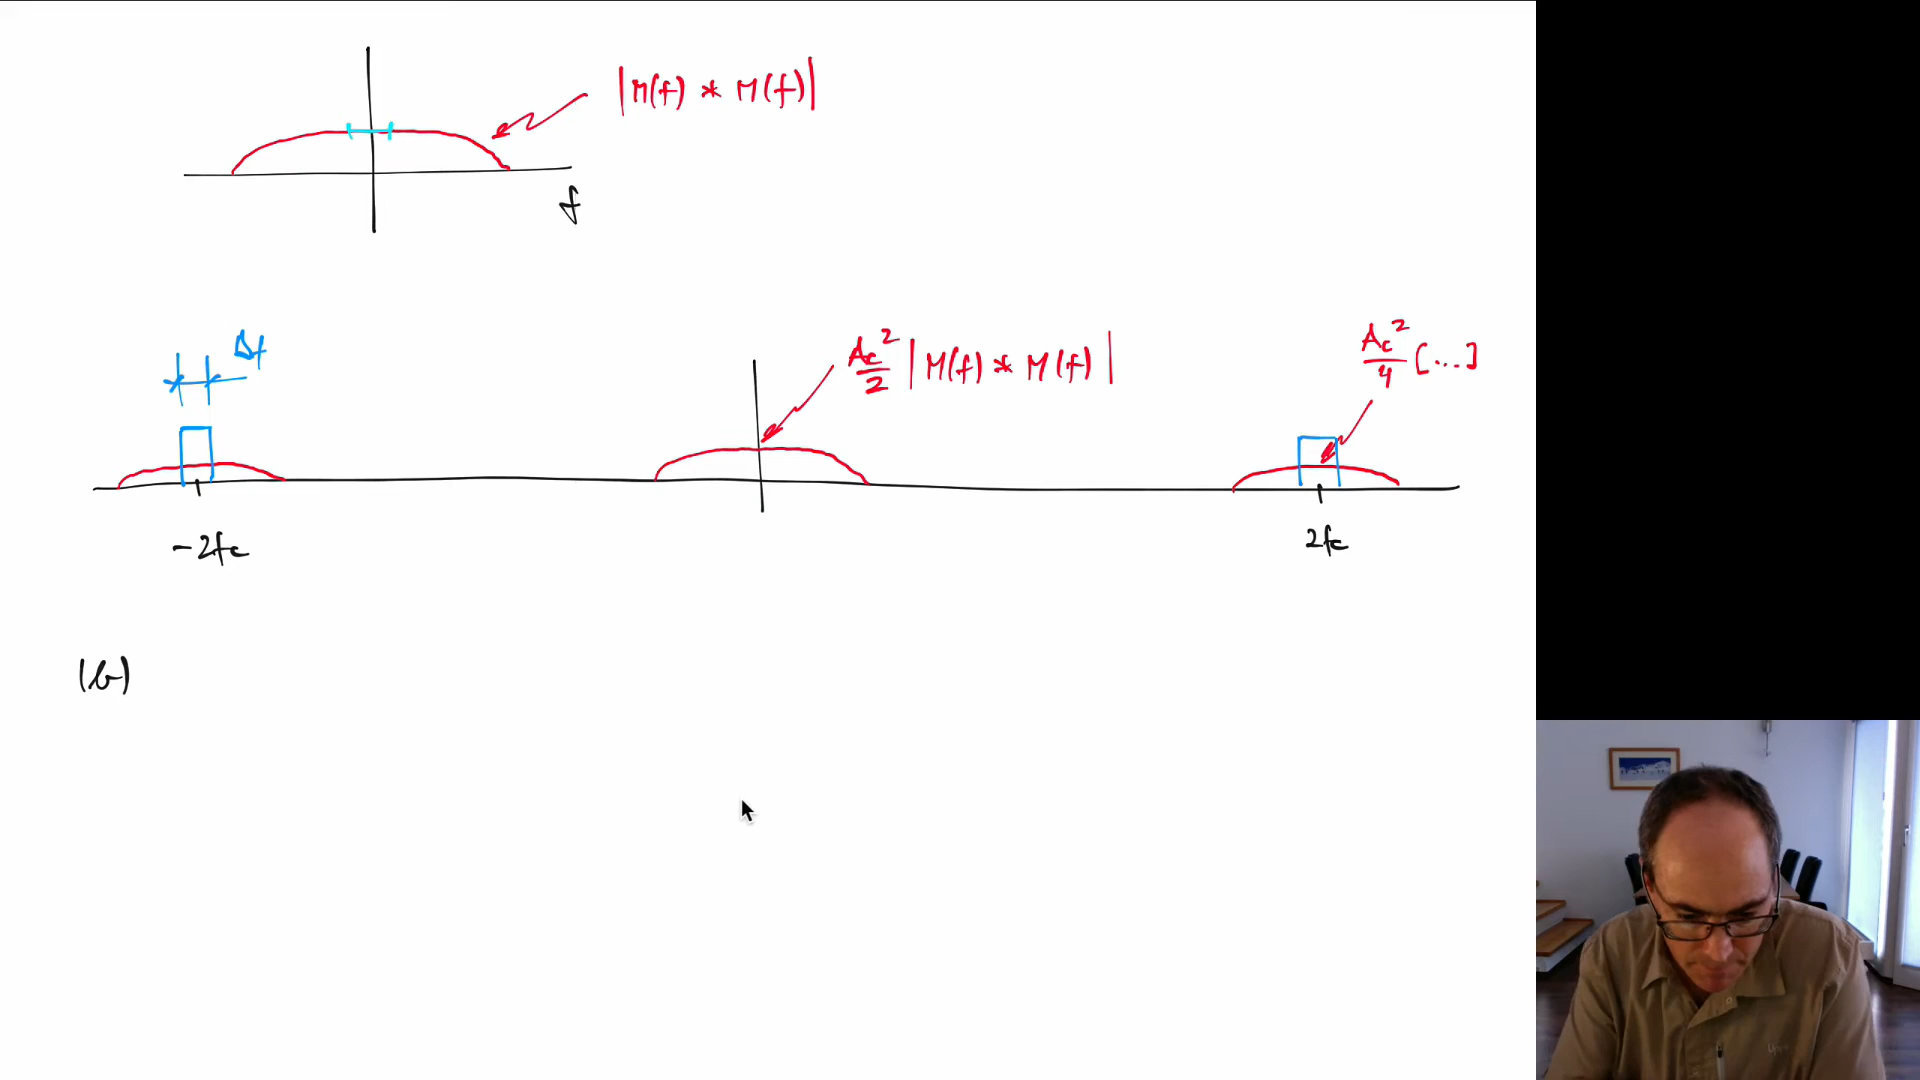 |M(f) * M(f)|
f
Δf
Ac²/2 |M(f) * M(f)|
Ac²/4 [...]
-2fc
2fc
(b)